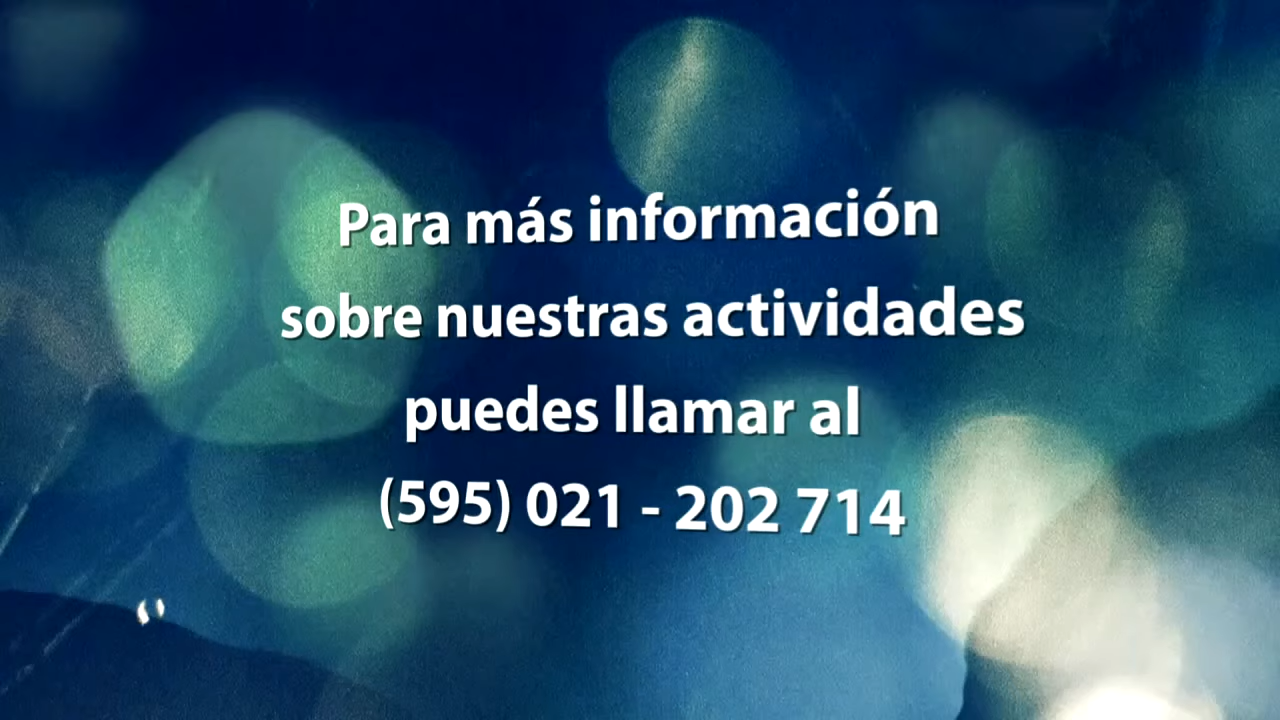 Para más información
sobre nuestras actividades
puedes llamar al
(595) 021 - 202 714